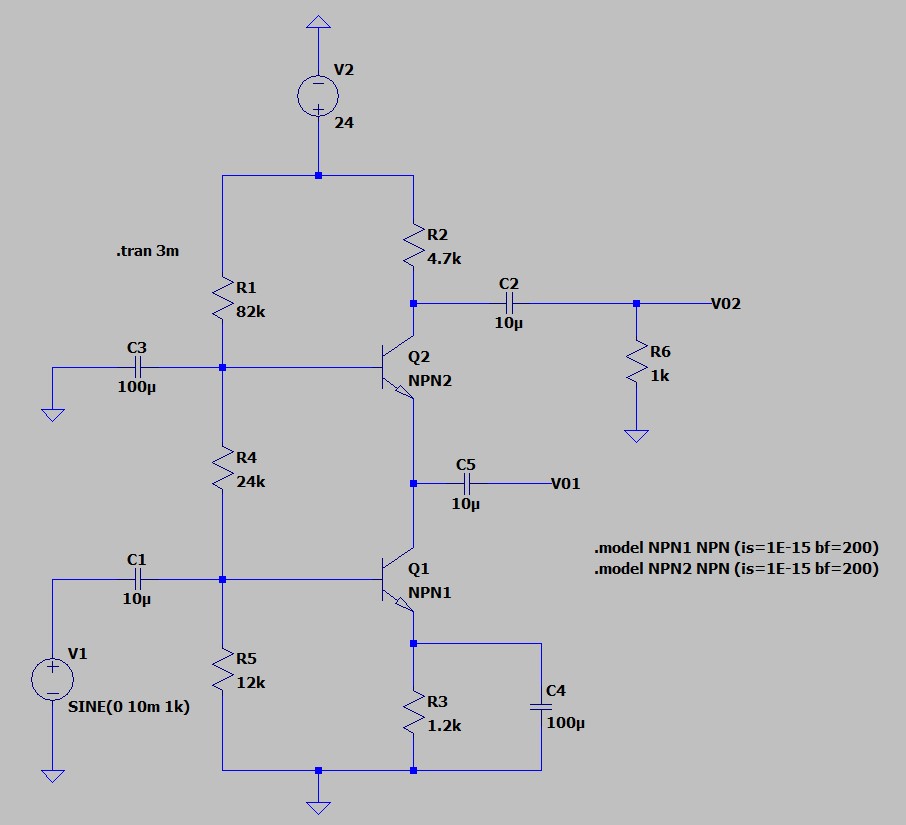 V2
24
.tran 3m
R2
4.7k
R1
82k
C2
10µ
V02
C3
100µ
Q2
NPN2
R6
1k
R4
24k
C5
10µ
V01
.model NPN1 NPN (is=1E-15 bf=200)
.model NPN2 NPN (is=1E-15 bf=200)
C1
10µ
Q1
NPN1
V1
SINE(0 10m 1k)
R5
12k
R3
1.2k
C4
100µ